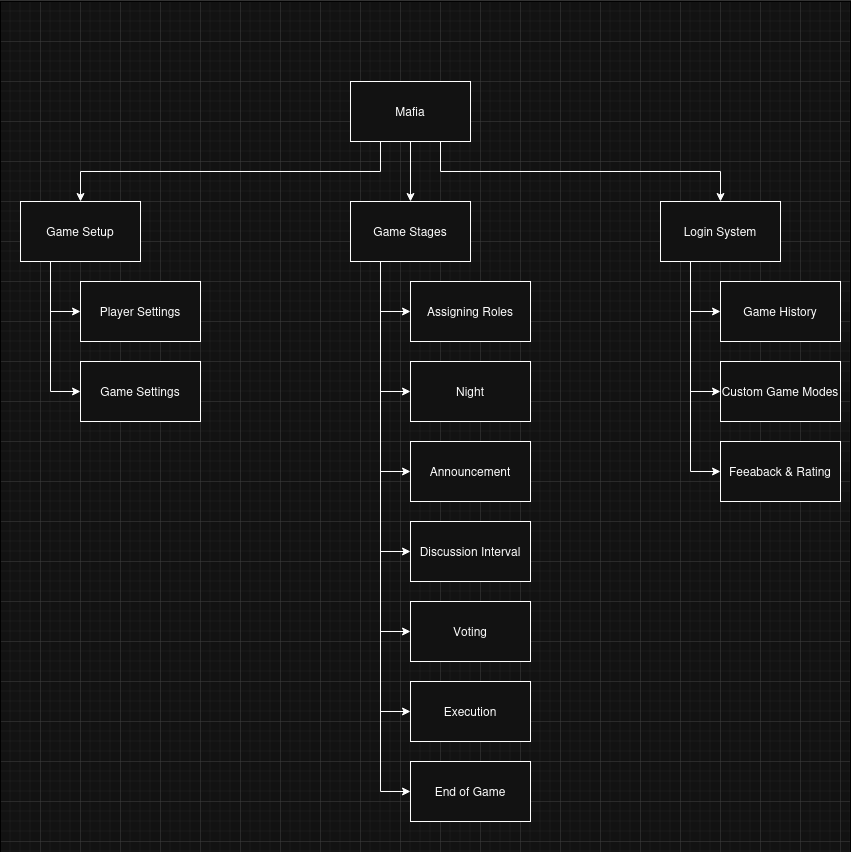 Mafia
Game Setup
Player Settings
Game Settings
Game Stages
Assigning Roles
Night
Announcement
Discussion Interval
Voting
Execution
End of Game
Login System
Game History
Custom Game Modes
Feeaback & Rating